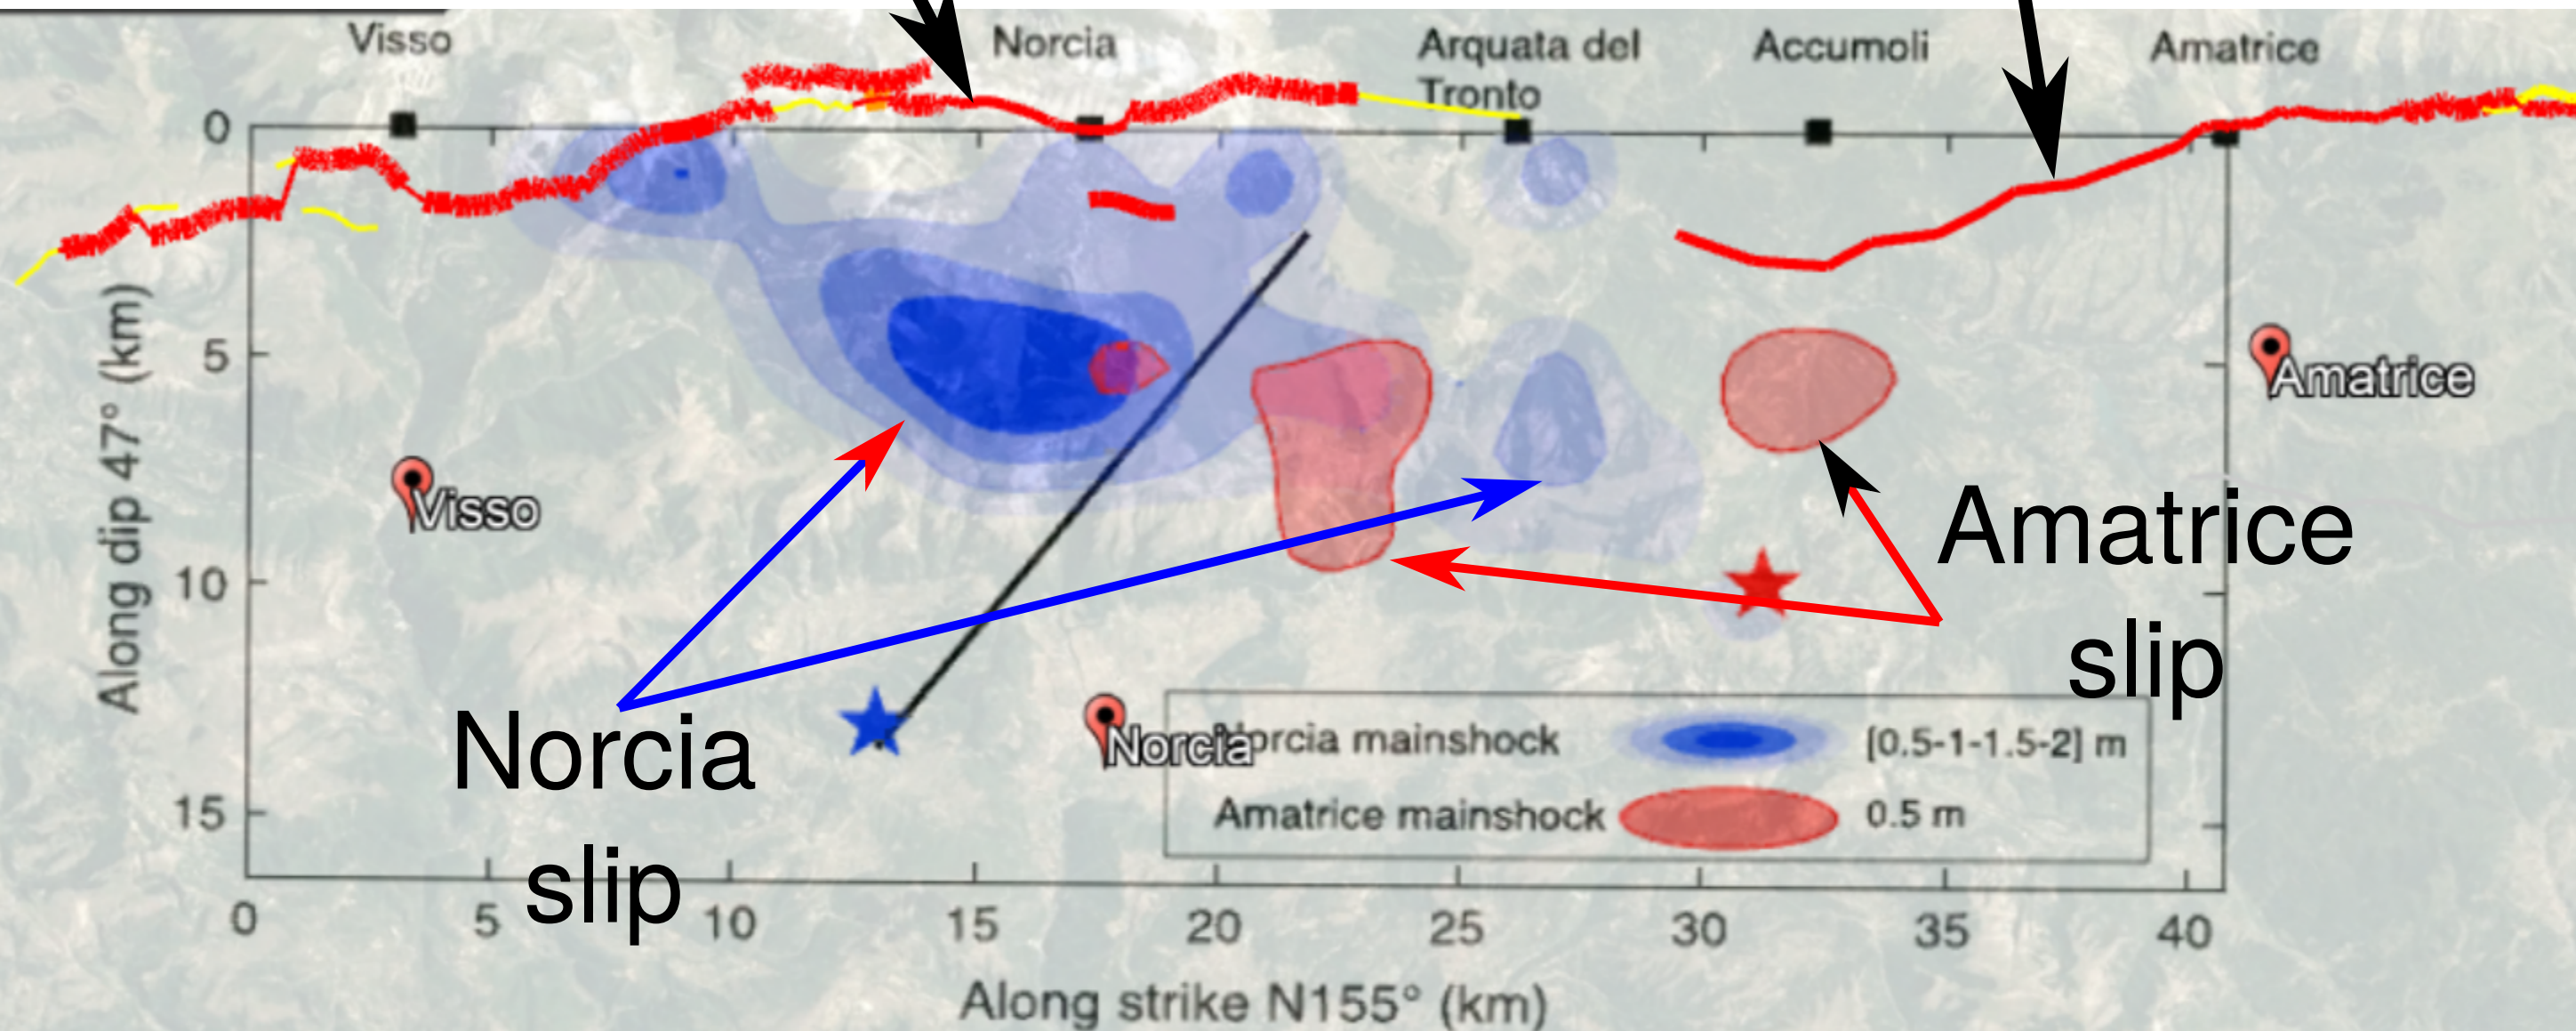 Visso
Norcia
Arquata del
Tronto
Accumoli
Amatrice
0
5
10
15
Along dip 47° (km)
Visso
Amatrice
Norcia
Norcia
slip
Amatrice
slip
orcia mainshock
[0.5-1-1.5-2] m
Amatrice mainshock
0.5 m
0
5
10
15
20
25
30
35
40
Along strike N155° (km)